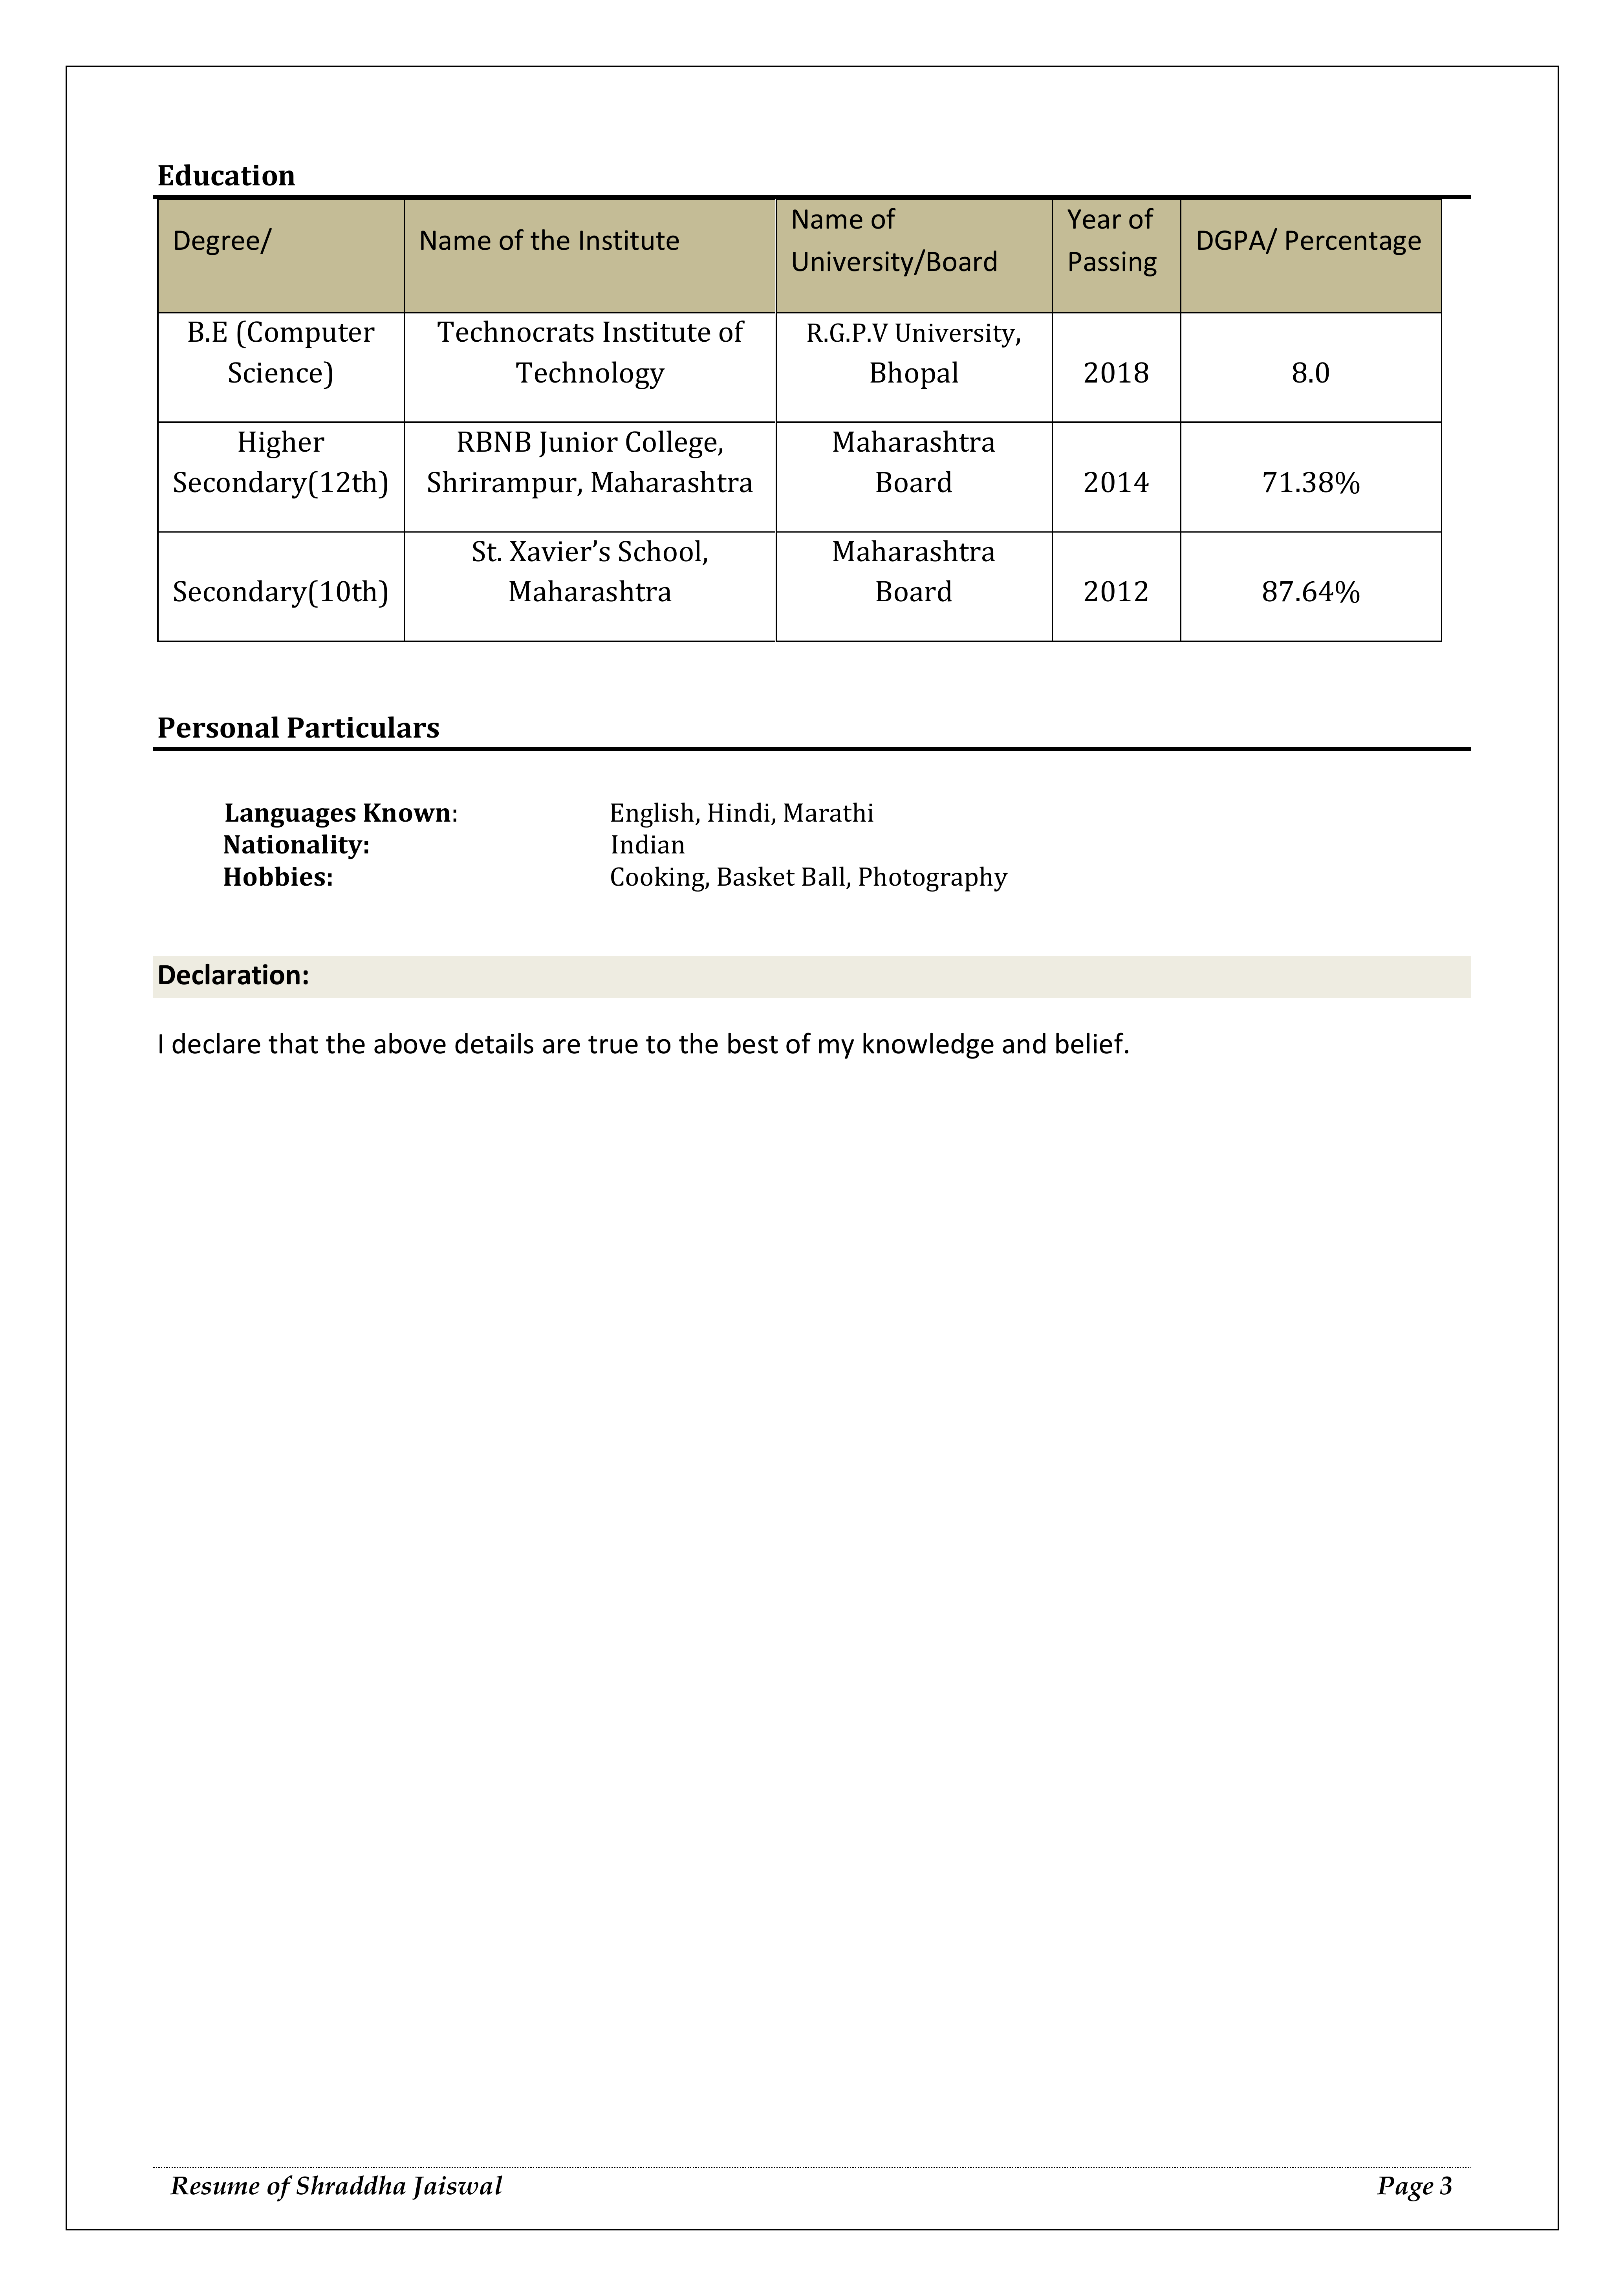 Education
Degree/
Name of the Institute
Name of
University/Board
Year of
Passing
DGPA/ Percentage
B.E (Computer
Science)
Technocrats Institute of
Technology
R.G.P.V University,
Bhopal
2018
8.0
Higher
Secondary(12th)
RBNB Junior College,
Shrirampur, Maharashtra
Maharashtra
Board
2014
71.38%
Secondary(10th)
St. Xavier’s School,
Maharashtra
Maharashtra
Board
2012
87.64%
Personal Particulars
Languages Known: English, Hindi, Marathi
Nationality: Indian
Hobbies: Cooking, Basket Ball, Photography
Declaration:
I declare that the above details are true to the best of my knowledge and belief.
Resume of Shraddha Jaiswal Page 3